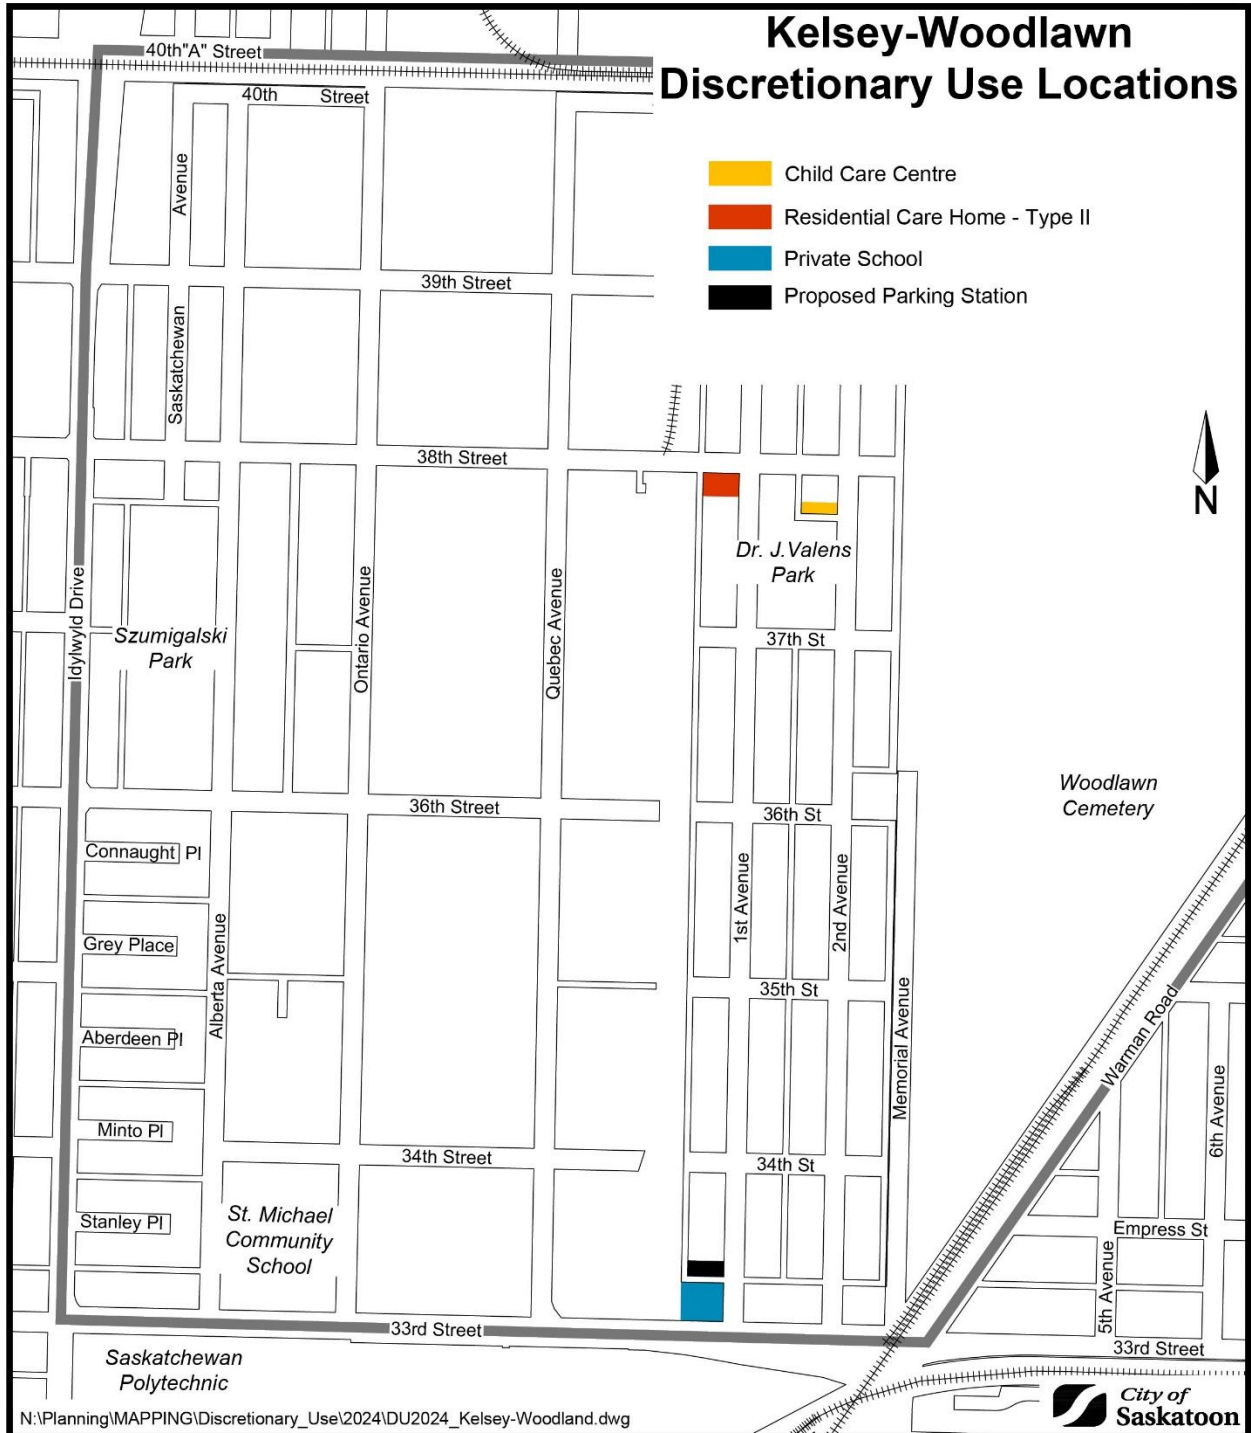 Kelsey-Woodlawn
Discretionary Use Locations
Child Care Centre
Residential Care Home - Type II
Private School
Proposed Parking Station
40th"A" Street
40th Street
Avenue
39th Street
Saskatchewan
38th Street
N
Dr. J.Valens
Park
Idylwyld Drive
Szumigalski
Park
Ontario Avenue
Quebec Avenue
37th St
Woodlawn
Cemetery
36th Street
36th St
Connaught Pl
1st Avenue
2nd Avenue
Grey Place
Alberta Avenue
35th St
Memorial Avenue
Aberdeen Pl
Warman Road
6th Avenue
Minto Pl
34th Street
34th St
Stanley Pl
St. Michael
Community
School
Empress St
5th Avenue
33rd Street
33rd Street
Saskatchewan
Polytechnic
N:\Planning\MAPPING\Discretionary_Use\2024\DU2024_Kelsey-Woodland.dwg
City of
Saskatoon